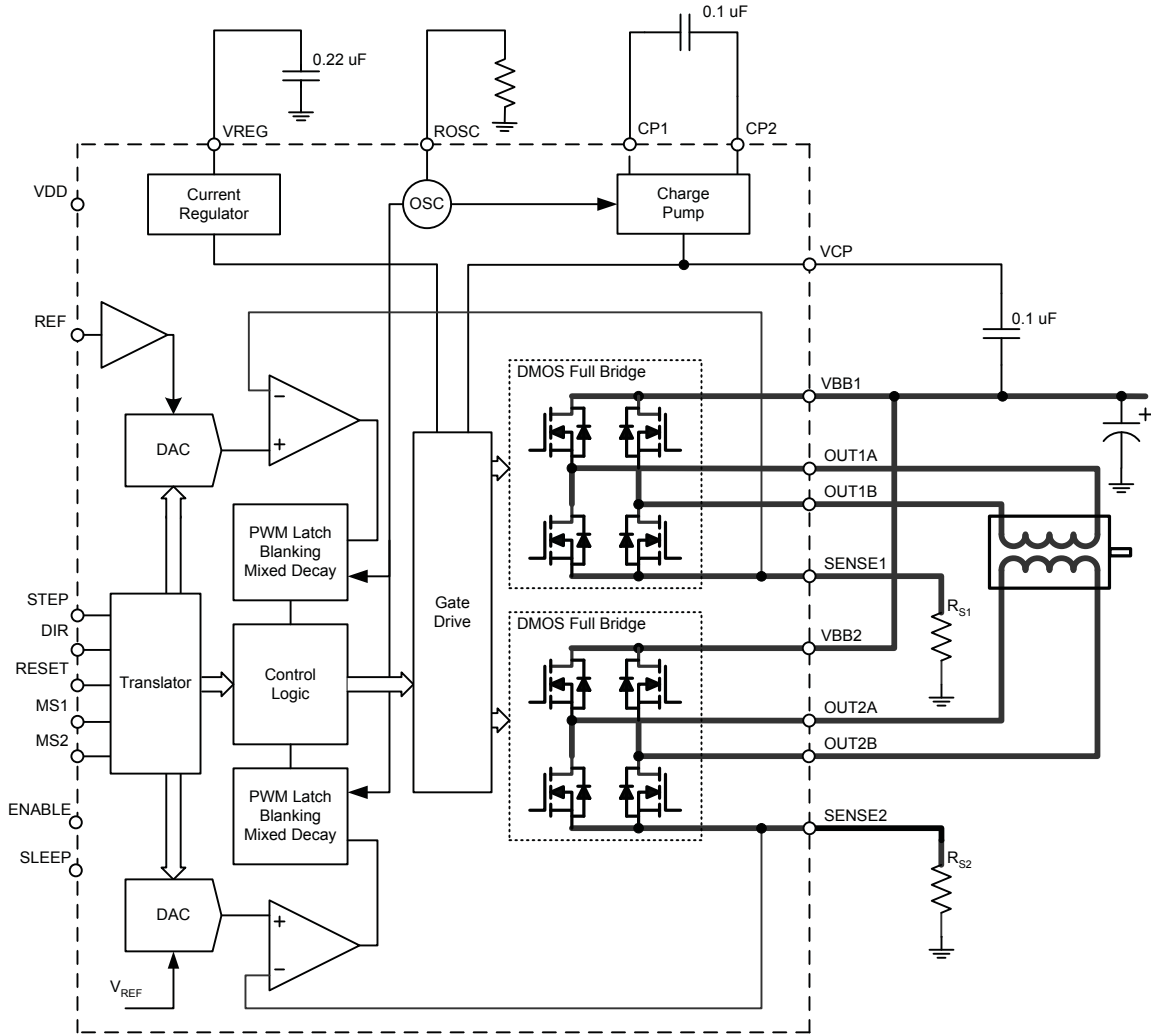 0.1 uF
0.22 uF
VREG
ROSC
CP1
CP2
VDD
Current
Regulator
OSC
Charge
Pump
VCP
REF
0.1 uF
DMOS Full Bridge
VBB1
+
−
+
DAC
OUT1A
OUT1B
PWM Latch
Blanking
Mixed Decay
SENSE1
STEP
DIR
RESET
MS1
MS2
Translator
Control
Logic
Gate
Drive
DMOS Full Bridge
RS1
VBB2
OUT2A
OUT2B
PWM Latch
Blanking
Mixed Decay
ENABLE
SLEEP
SENSE2
RS2
DAC
+
−
VREF